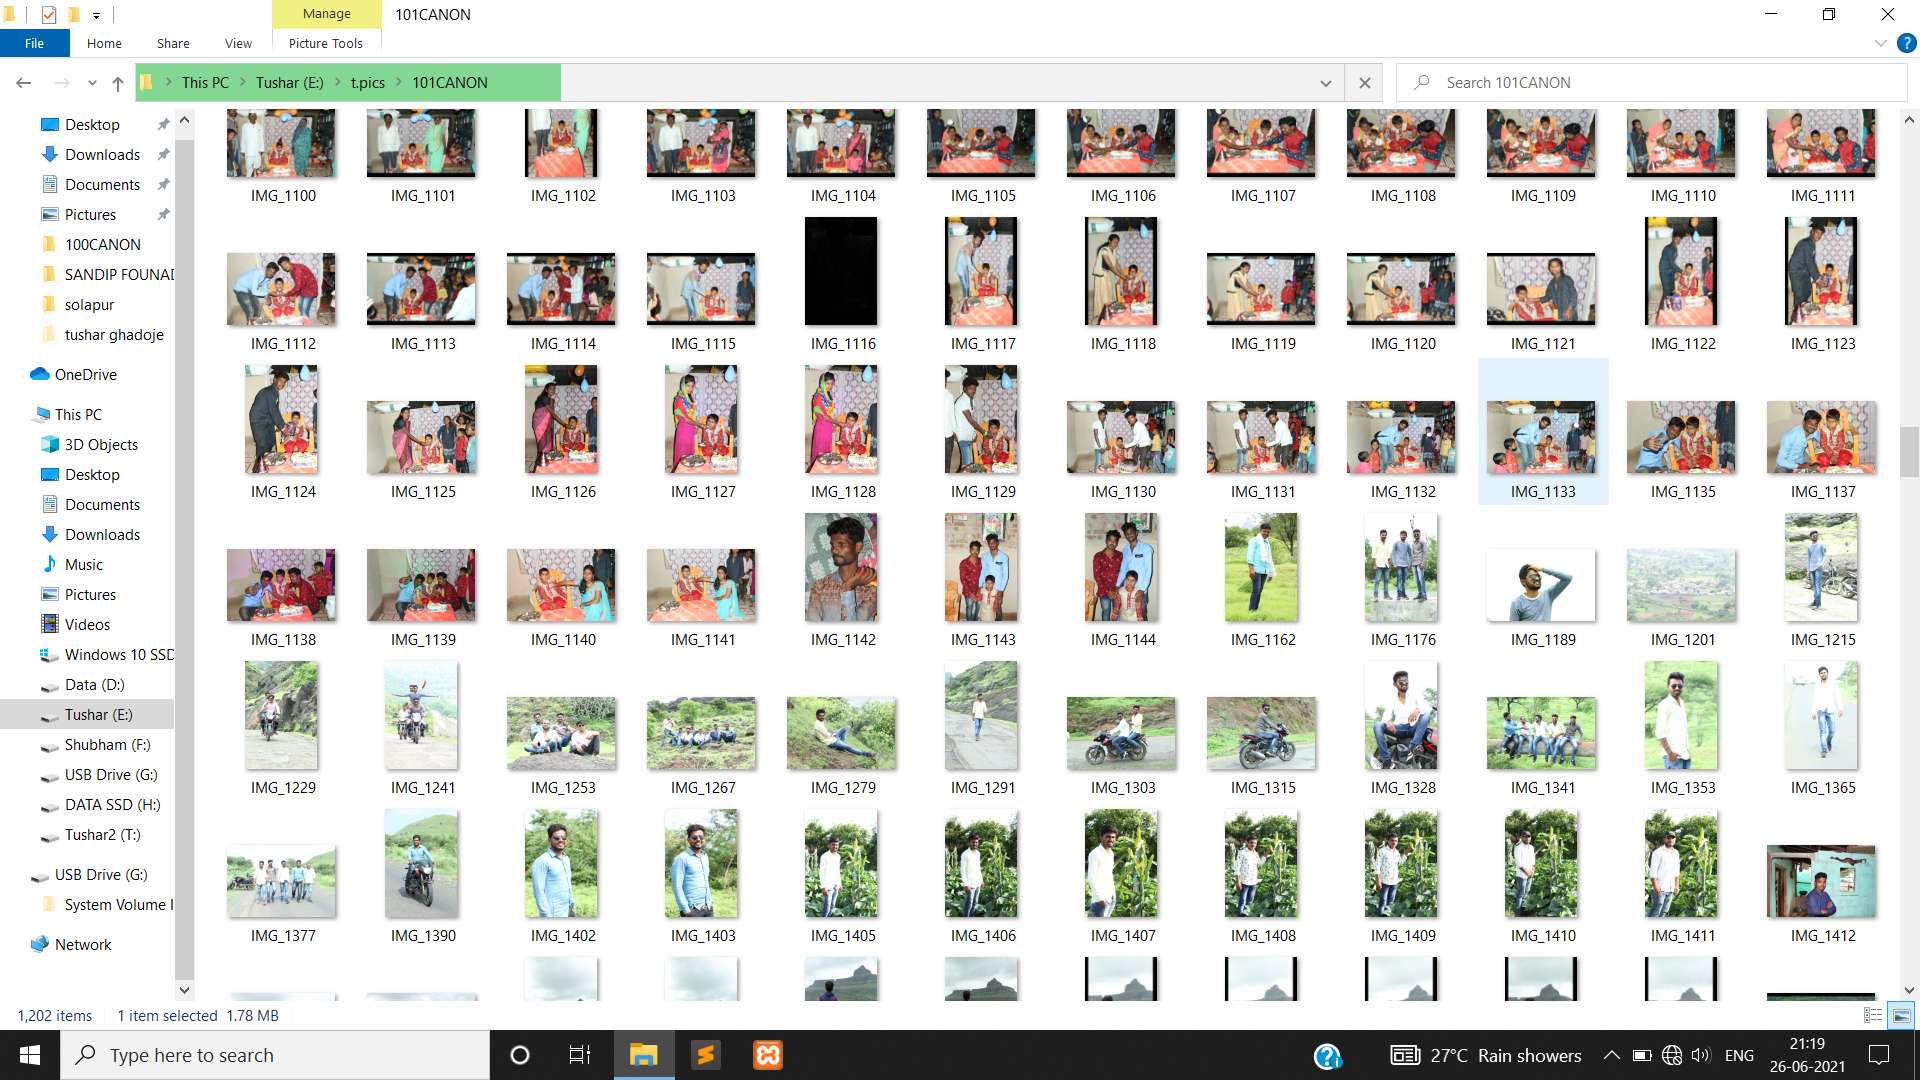 Manage
101CANON
File
Home
Share
View
Picture Tools
This PC
Tushar (E:)
t.pics
101CANON
Search 101CANON
Desktop
Downloads
Documents
Pictures
100CANON
SANDIP
solapur
tushar ghadoje
OneDrive
This PC
3D Objects
Desktop
Documents
Downloads
Music
Pictures
Videos
Windows 10 SSD
Data (D:)
Tushar (E:)
Shubham (F:)
USB Drive (G:)
DATA SSD (H:)
Tushar2 (T:)
USB Drive (G:)
System Volume I
Network
IMG_1100 IMG_1101 IMG_1102 IMG_1103 IMG_1104 IMG_1105 IMG_1106 IMG_1107 IMG_1108 IMG_1109 IMG_1110 IMG_1111
IMG_1112 IMG_1113 IMG_1114 IMG_1115 IMG_1116 IMG_1117 IMG_1118 IMG_1119 IMG_1120 IMG_1121 IMG_1122 IMG_1123
IMG_1124 IMG_1125 IMG_1126 IMG_1127 IMG_1128 IMG_1129 IMG_1130 IMG_1131 IMG_1132 IMG_1133 IMG_1135 IMG_1137
IMG_1138 IMG_1139 IMG_1140 IMG_1141 IMG_1142 IMG_1143 IMG_1144 IMG_1162 IMG_1176 IMG_1189 IMG_1201 IMG_1215
IMG_1229 IMG_1241 IMG_1253 IMG_1267 IMG_1279 IMG_1291 IMG_1303 IMG_1315 IMG_1328 IMG_1341 IMG_1353 IMG_1365
IMG_1377 IMG_1390 IMG_1402 IMG_1403 IMG_1405 IMG_1406 IMG_1407 IMG_1408 IMG_1409 IMG_1410 IMG_1411 IMG_1412
1,202 items 1 item selected 1.78 MB
Type here to search
27°C Rain showers
ENG
21:19
26-06-2021